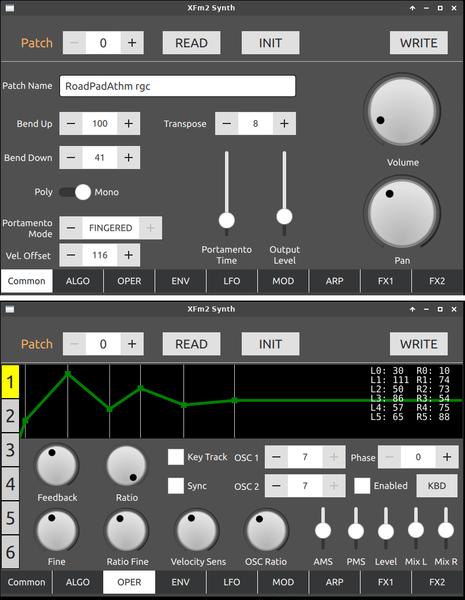 XFm2 Synth
Patch 0 READ INIT WRITE
Patch Name RoadPadAthm rgc
Bend Up 100 Transpose 8
Bend Down 41
Volume
Poly Mono
Portamento Mode FINGERED
Vel. Offset 116
Portamento Time Output Level Pan
Common ALGO OPER ENV LFO MOD ARP FX1 FX2
XFm2 Synth
Patch 0 READ INIT WRITE
1 L0: 30 R0: 10
L1: 111 R1: 74
L2: 50 R2: 73
2 L3: 86 R3: 54
L4: 57 R4: 75
L5: 65 R5: 88
3 Key Track OSC 1 7 Phase 0
4 Feedback Ratio Sync OSC 2 7 Enabled KBD
5
6 Fine Ratio Fine Velocity Sens OSC Ratio AMS PMS Level Mix L Mix R
Common ALGO OPER ENV LFO MOD ARP FX1 FX2